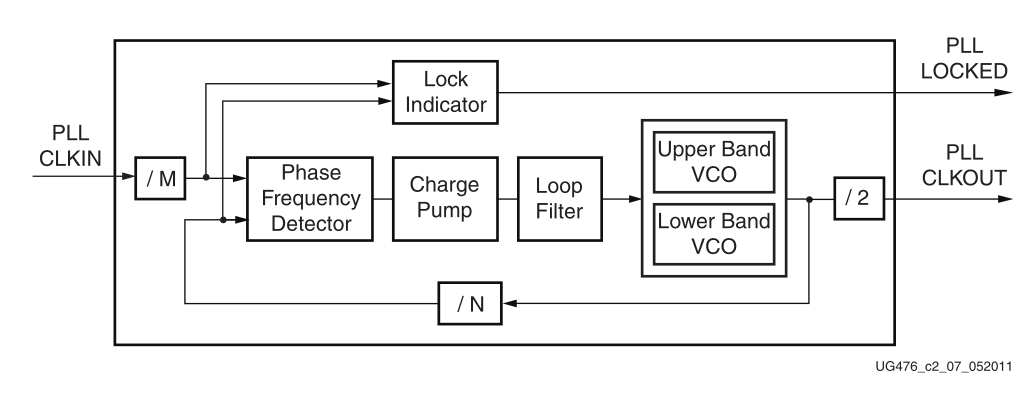 PLL
LOCKED
Lock
Indicator
PLL
CLKIN
/ M
Phase
Frequency
Detector
Charge
Pump
Loop
Filter
Upper Band
VCO
Lower Band
VCO
/ 2
PLL
CLKOUT
/ N
UG476_c2_07_052011